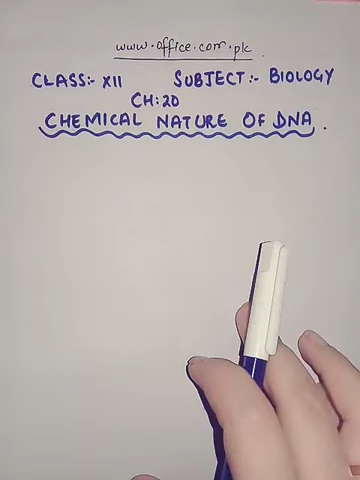 www.office.com.pk
CLASS:- XII SUBJECT:- BIOLOGY
CH:20
CHEMICAL NATURE OF DNA.